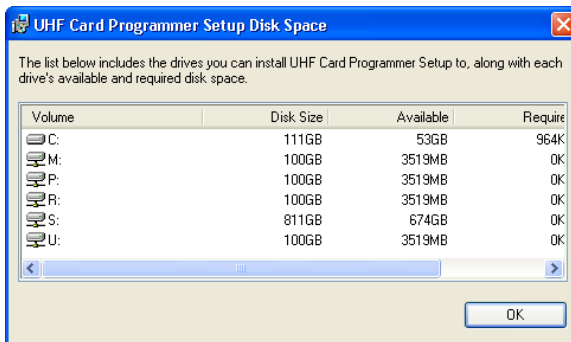 UHF Card Programmer Setup Disk Space
The list below includes the drives you can install UHF Card Programmer Setup to, along with each
drive's available and required disk space.
Volume Disk Size Available Require
C: 111GB 53GB 964K
M: 100GB 3519MB 0K
P: 100GB 3519MB 0K
R: 100GB 3519MB 0K
S: 811GB 674GB 0K
U: 100GB 3519MB 0K
OK